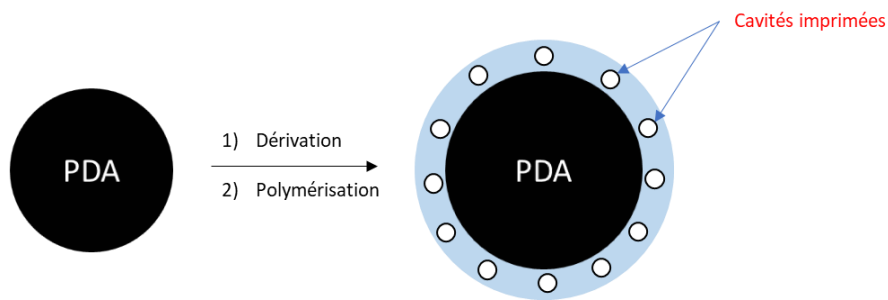 Cavités imprimées
PDA
1) Dérivation
2) Polymérisation
PDA